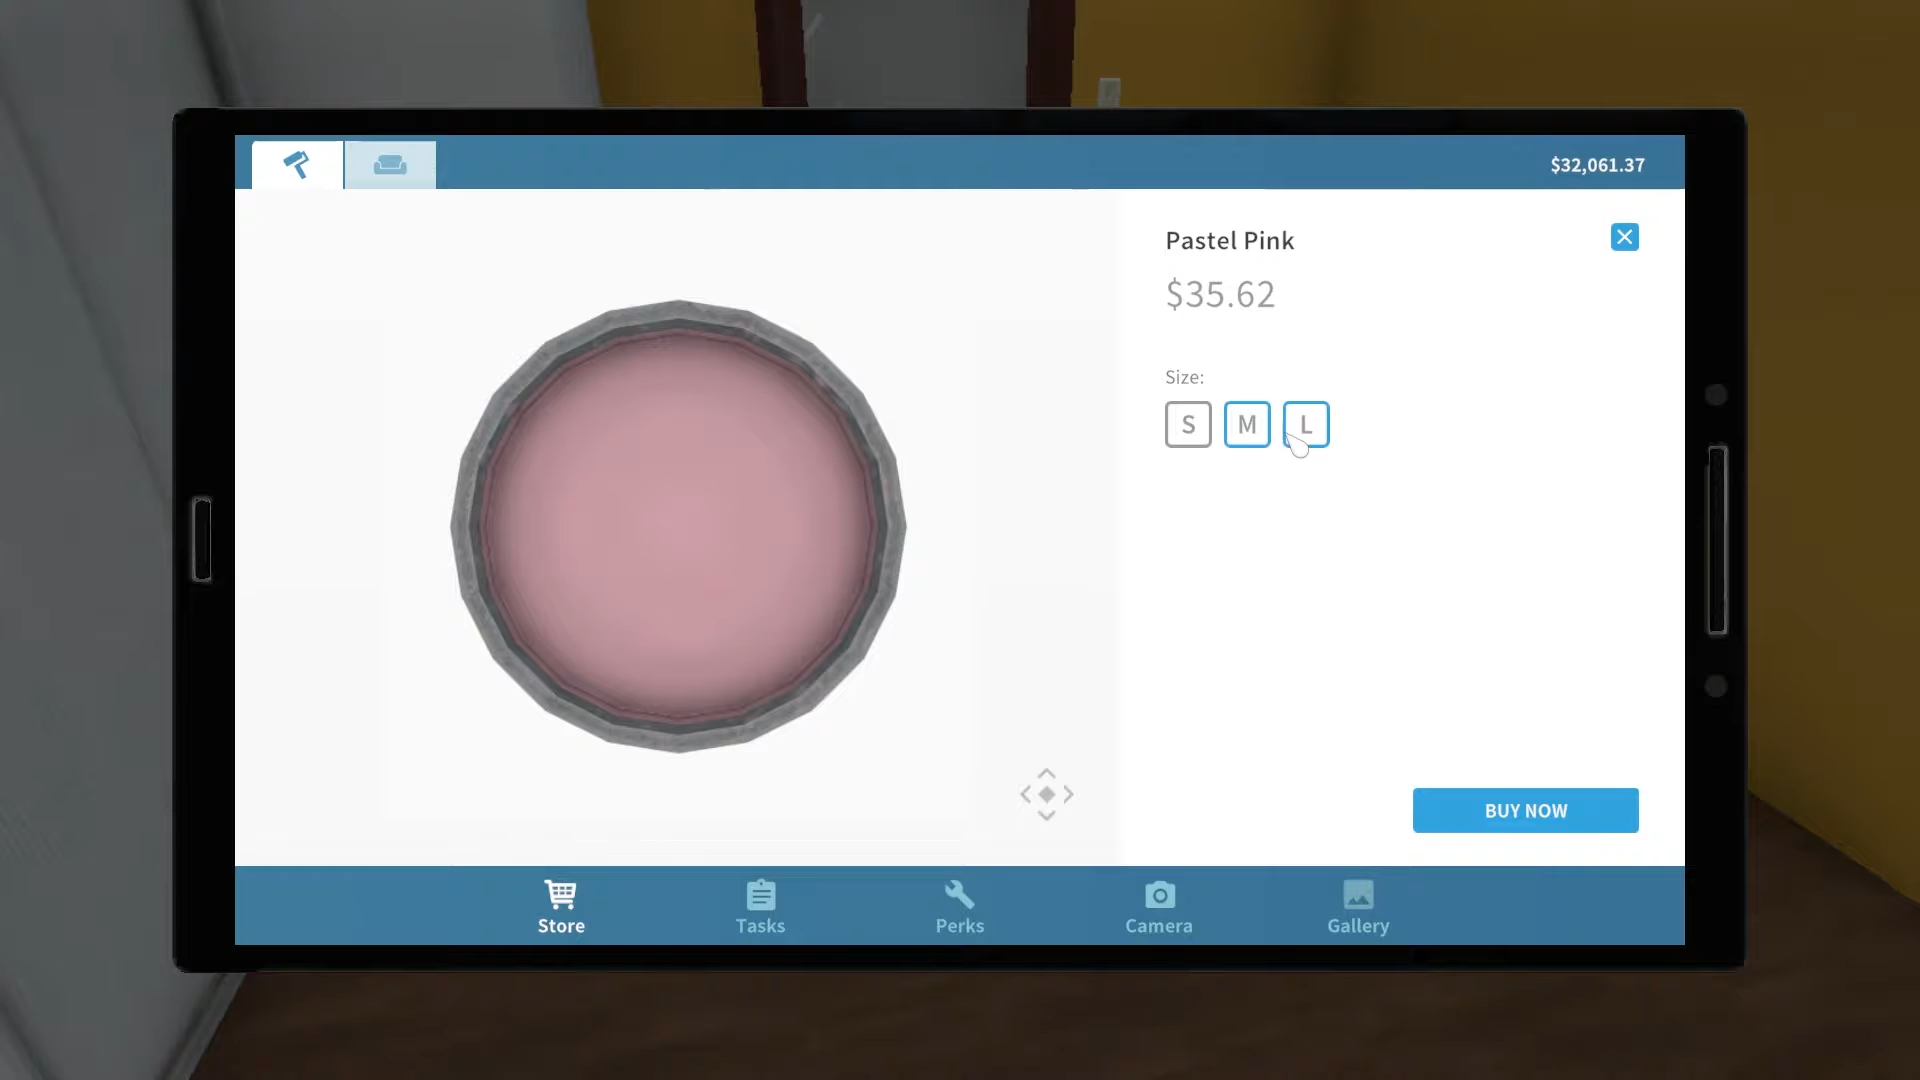 $32,061.37
Pastel Pink
$35.62
Size:
S M L
BUY NOW
Store Tasks Perks Camera Gallery